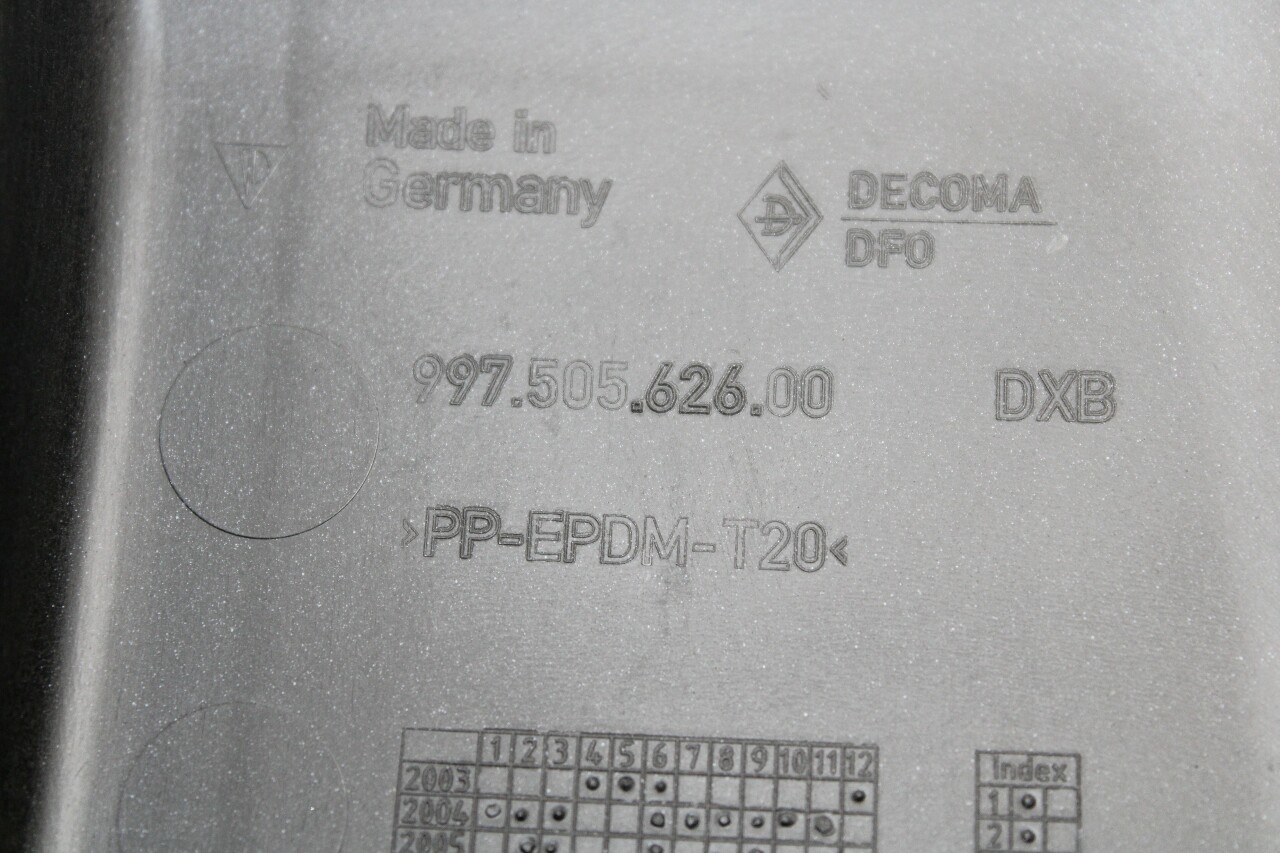 Made in
Germany
D
DECOMA
DFO
997.505.626.00
DXB
>PP-EPDM-T20<
1 2 3 4 5 6 7 8 9 10 11 12
2003
2004
2005
Index
1
2